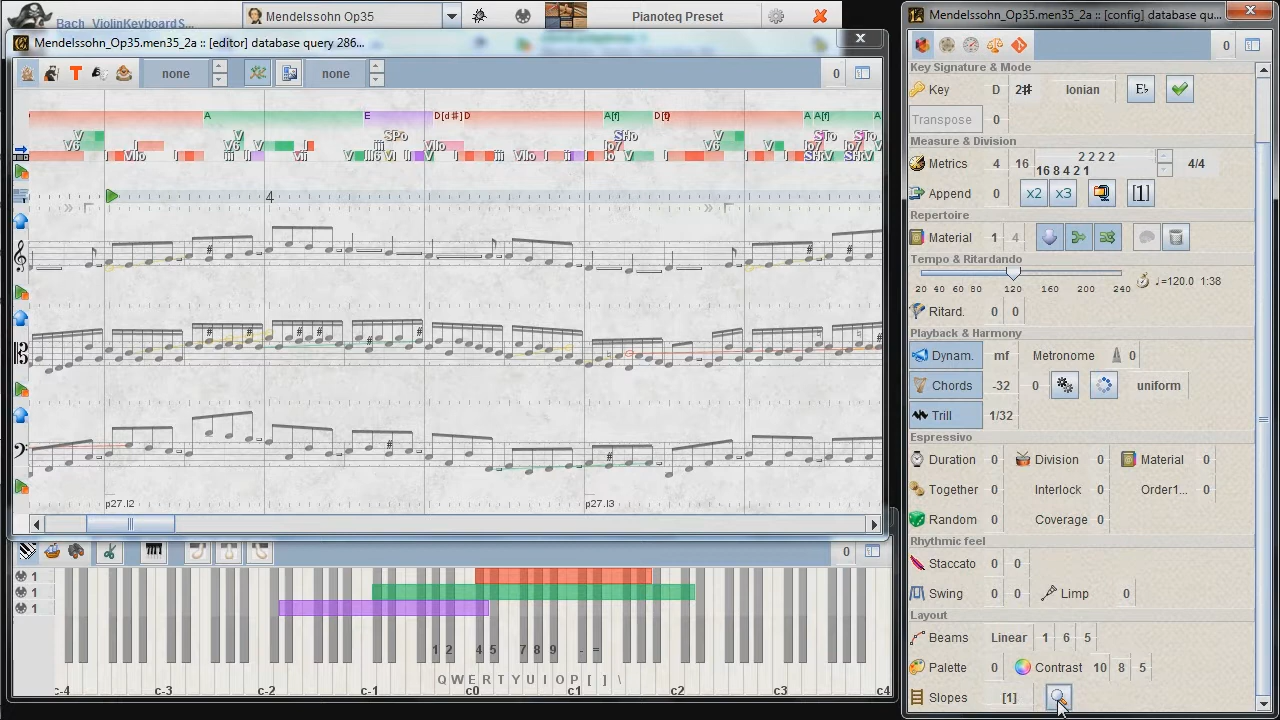 Bach_ViolinKeyboardS...
Mendelssohn Op35
Pianoteq Preset
Mendelssohn_Op35.men35_2a :: [editor] database query 286...
T
none
none
0
A
E
D[d#]D
A[f]
D[]
A
A[f]
A
4
p27.l2
p27.l3
0
1
1
1
1 2 4 5 7 8 9 - =
Q W E R T Y U I O P [ ] \
c-4
c-3
c-2
c-1
c0
c1
c2
c3
c4
Mendelssohn_Op35.men35_2a :: [config] database qu...
0
Key Signature & Mode
Key D 2# Ionian E♭
Transpose 0
Measure & Division
Metrics 4 16 2 2 2 2 4/4
16 8 4 2 1
Append 0 x2 x3 [1]
Repertoire
Material 1 4
Tempo & Ritardando
20 40 60 80 120 160 200 240 ♩=120.0 1:38
Ritard. 0 0
Playback & Harmony
Dynam. mf Metronome 0
Chords -32 0 uniform
Trill 1/32
Espressivo
Duration 0 Division 0 Material 0
Together 0 Interlock 0 Order1... 0
Random 0 Coverage 0
Rhythmic feel
Staccato 0 0
Swing 0 0 Limp 0
Layout
Beams Linear 1 6 5
Palette 0 Contrast 10 8 5
Slopes [1]